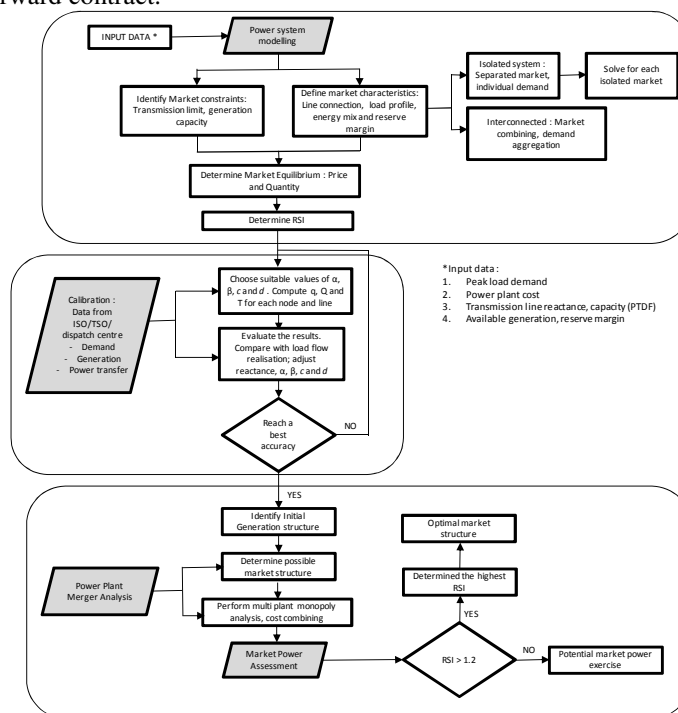 rward contract.
INPUT DATA *
Power system
modelling
Identify Market constraints:
Transmission limit, generation
capacity
Define market characteristics:
Line connection, load profile,
energy mix and reserve
margin
Isolated system :
Separated market,
individual demand
Solve for each
isolated market
Interconnected : Market
combining, demand
aggregation
Determine Market Equilibrium : Price
and Quantity
Determine RSI
Calibration :
Data from
ISO/TSO/
dispatch centre
- Demand
- Generation
- Power transfer
Choose suitable values of α,
β, c and d . Compute q, Q and
T for each node and line
Evaluate the results.
Compare with load flow
realisation; adjust
reactance, α, β, c and d
Reach a
best
accuracy
NO
YES
*Input data :
1. Peak load demand
2. Power plant cost
3. Transmission line reactance, capacity (PTDF)
4. Available generation, reserve margin
Identify Initial
Generation structure
Determine possible
market structure
Power Plant
Merger Analysis
Perform multi plant monopoly
analysis, cost combining
Market Power
Assessment
Optimal market
structure
Determined the highest
RSI
YES
RSI > 1.2
NO
Potential market power
exercise